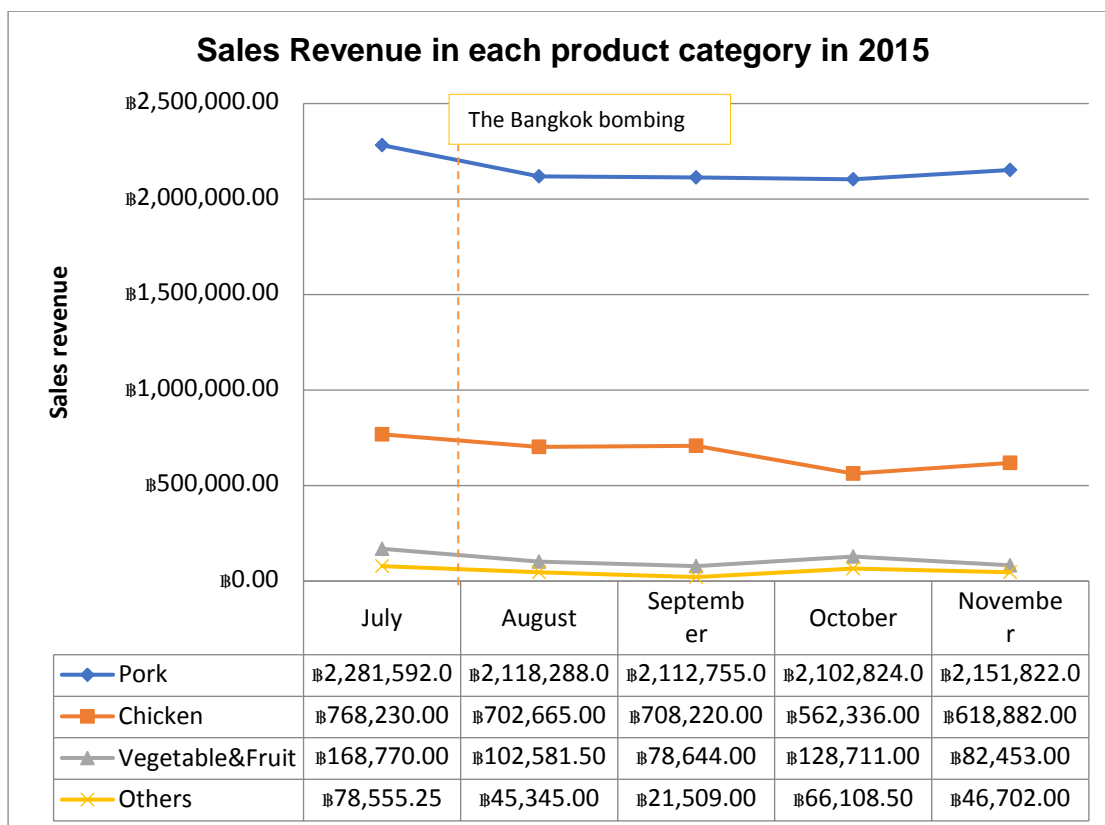 Sales Revenue in each product category in 2015
The Bangkok bombing
Sales revenue
฿2,500,000.00
฿2,000,000.00
฿1,500,000.00
฿1,000,000.00
฿500,000.00
฿0.00
July August Septemb October Novembe
er r
Pork ฿2,281,592.0 ฿2,118,288.0 ฿2,112,755.0 ฿2,102,824.0 ฿2,151,822.0
Chicken ฿768,230.00 ฿702,665.00 ฿708,220.00 ฿562,336.00 ฿618,882.00
Vegetable&Fruit ฿168,770.00 ฿102,581.50 ฿78,644.00 ฿128,711.00 ฿82,453.00
Others ฿78,555.25 ฿45,345.00 ฿21,509.00 ฿66,108.50 ฿46,702.00